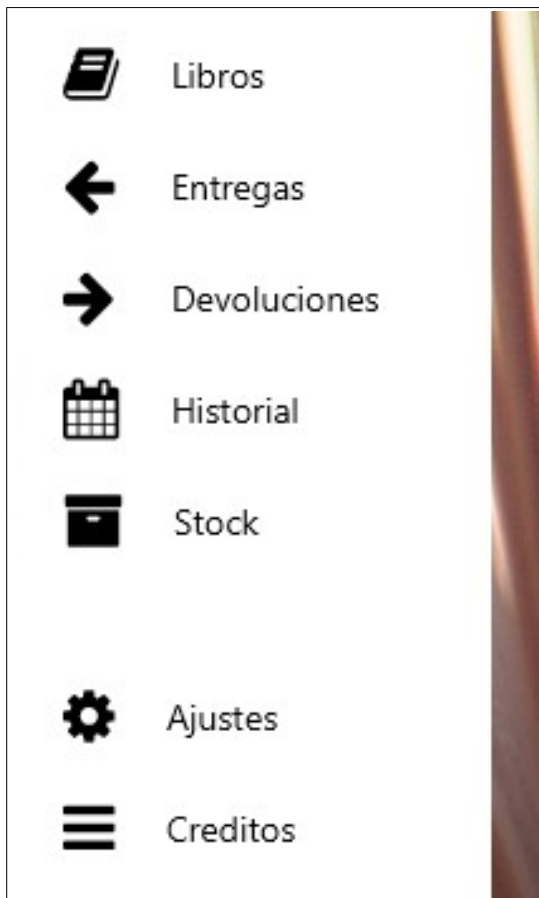 Libros
Entregas
Devoluciones
Historial
Stock
Ajustes
Creditos